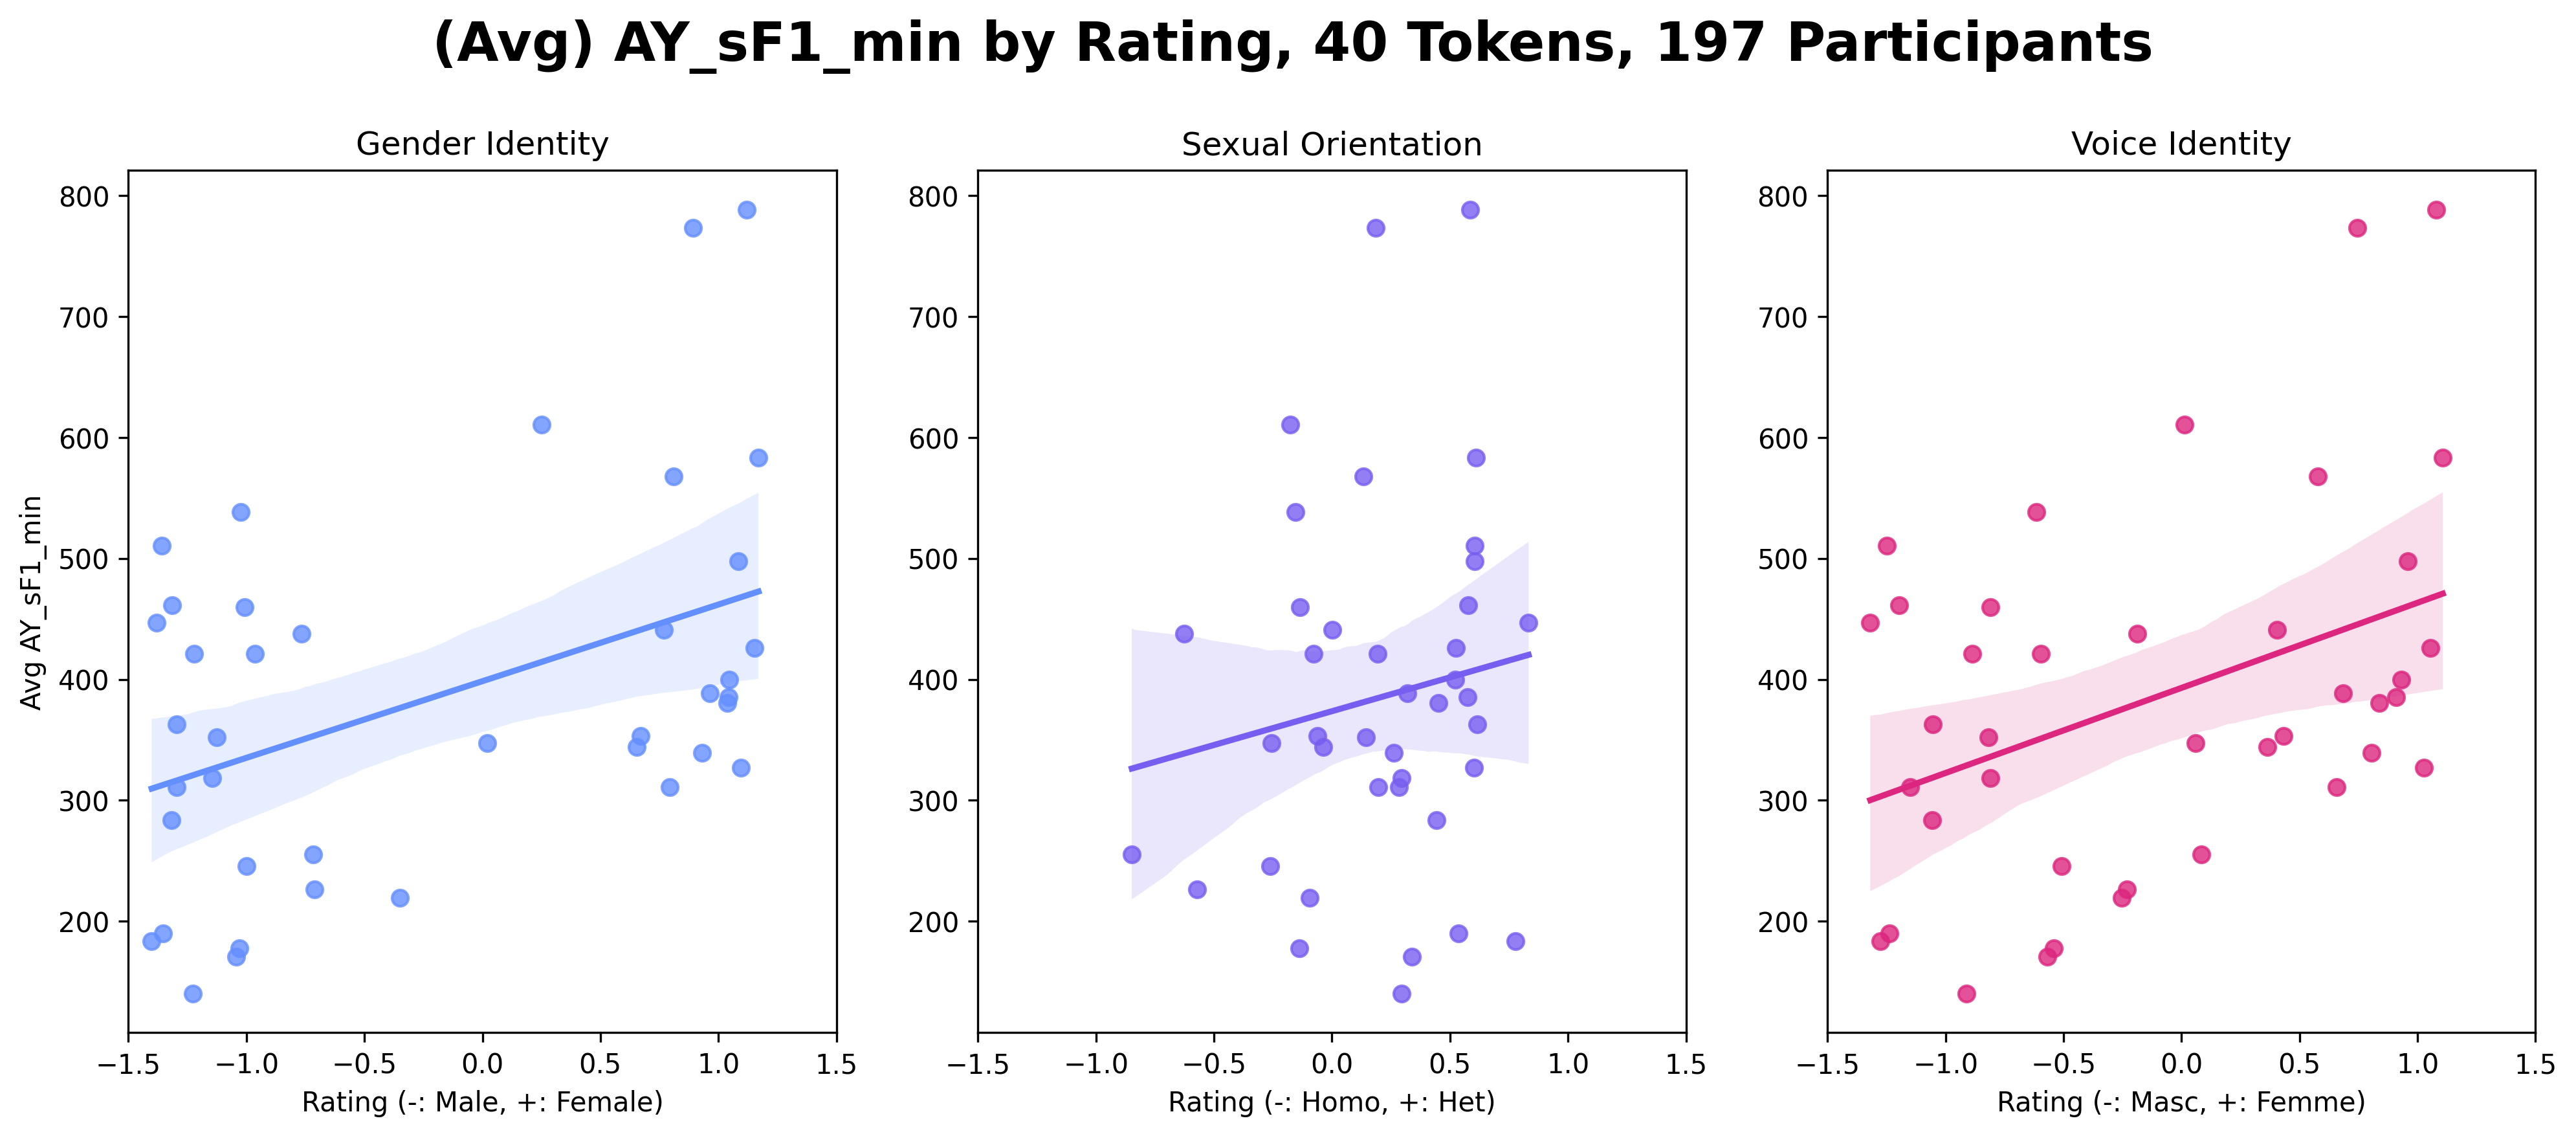 (Avg) AY_sF1_min by Rating, 40 Tokens, 197 Participants
Gender Identity
Sexual Orientation
Voice Identity
Avg AY_sF1_min
800
700
600
500
400
300
200
−1.5 −1.0 −0.5 0.0 0.5 1.0 1.5
Rating (-: Male, +: Female)
800
700
600
500
400
300
200
−1.5 −1.0 −0.5 0.0 0.5 1.0 1.5
Rating (-: Homo, +: Het)
800
700
600
500
400
300
200
−1.5 −1.0 −0.5 0.0 0.5 1.0 1.5
Rating (-: Masc, +: Femme)